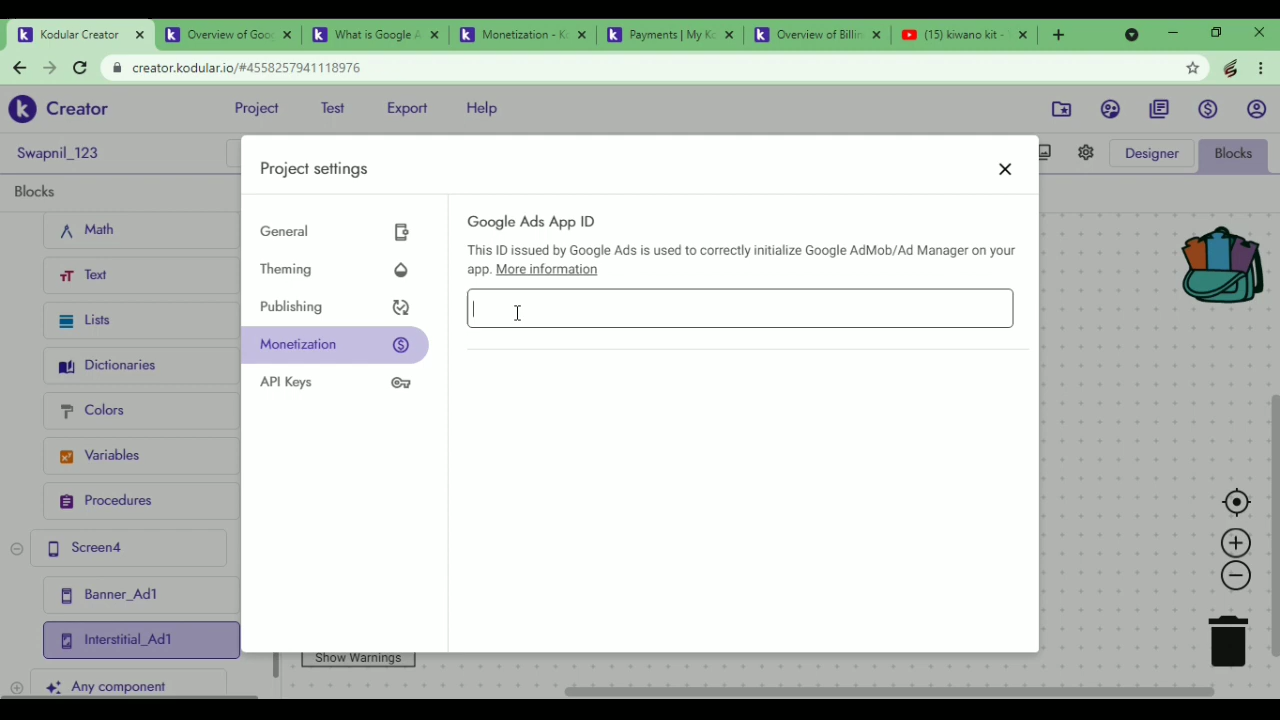 Kodular Creator
Overview of Goo
What is Google A
Monetization - K
Payments | My Ko
Overview of Billin
(15) kiwano kit -
creator.kodular.io/#4558257941118976
Creator
Project
Test
Export
Help
Swapnil_123
Designer
Blocks
Blocks
Math
Text
Lists
Dictionaries
Colors
Variables
Procedures
Screen4
Banner_Ad1
Interstitial_Ad1
Any component
Project settings
General
Theming
Publishing
Monetization
API Keys
Google Ads App ID
This ID issued by Google Ads is used to correctly initialize Google AdMob/Ad Manager on your
app. More information
Show Warnings